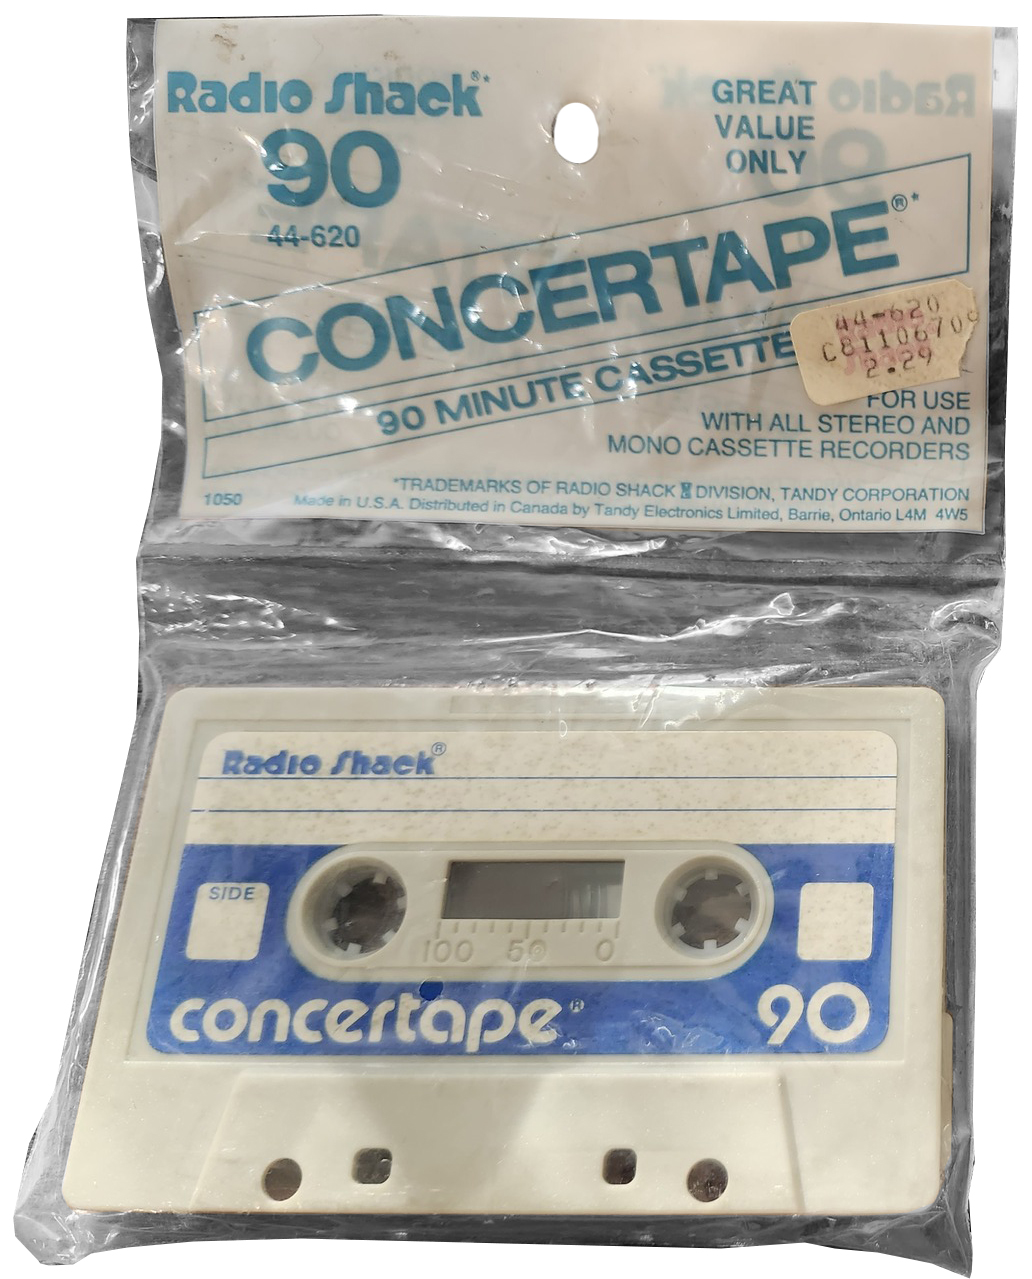 Radio Shack®*
90
44-620
GREAT
VALUE
ONLY
CONCERTAPE®*
90 MINUTE CASSETTE
44-620
2.29
FOR USE
WITH ALL STEREO AND
MONO CASSETTE RECORDERS
*TRADEMARKS OF RADIO SHACK DIVISION, TANDY CORPORATION
1050 Made in U.S.A. Distributed in Canada by Tandy Electronics Limited, Barrie, Ontario L4M 4W5
Radio Shack®
SIDE
100 50 0
concertape® 90